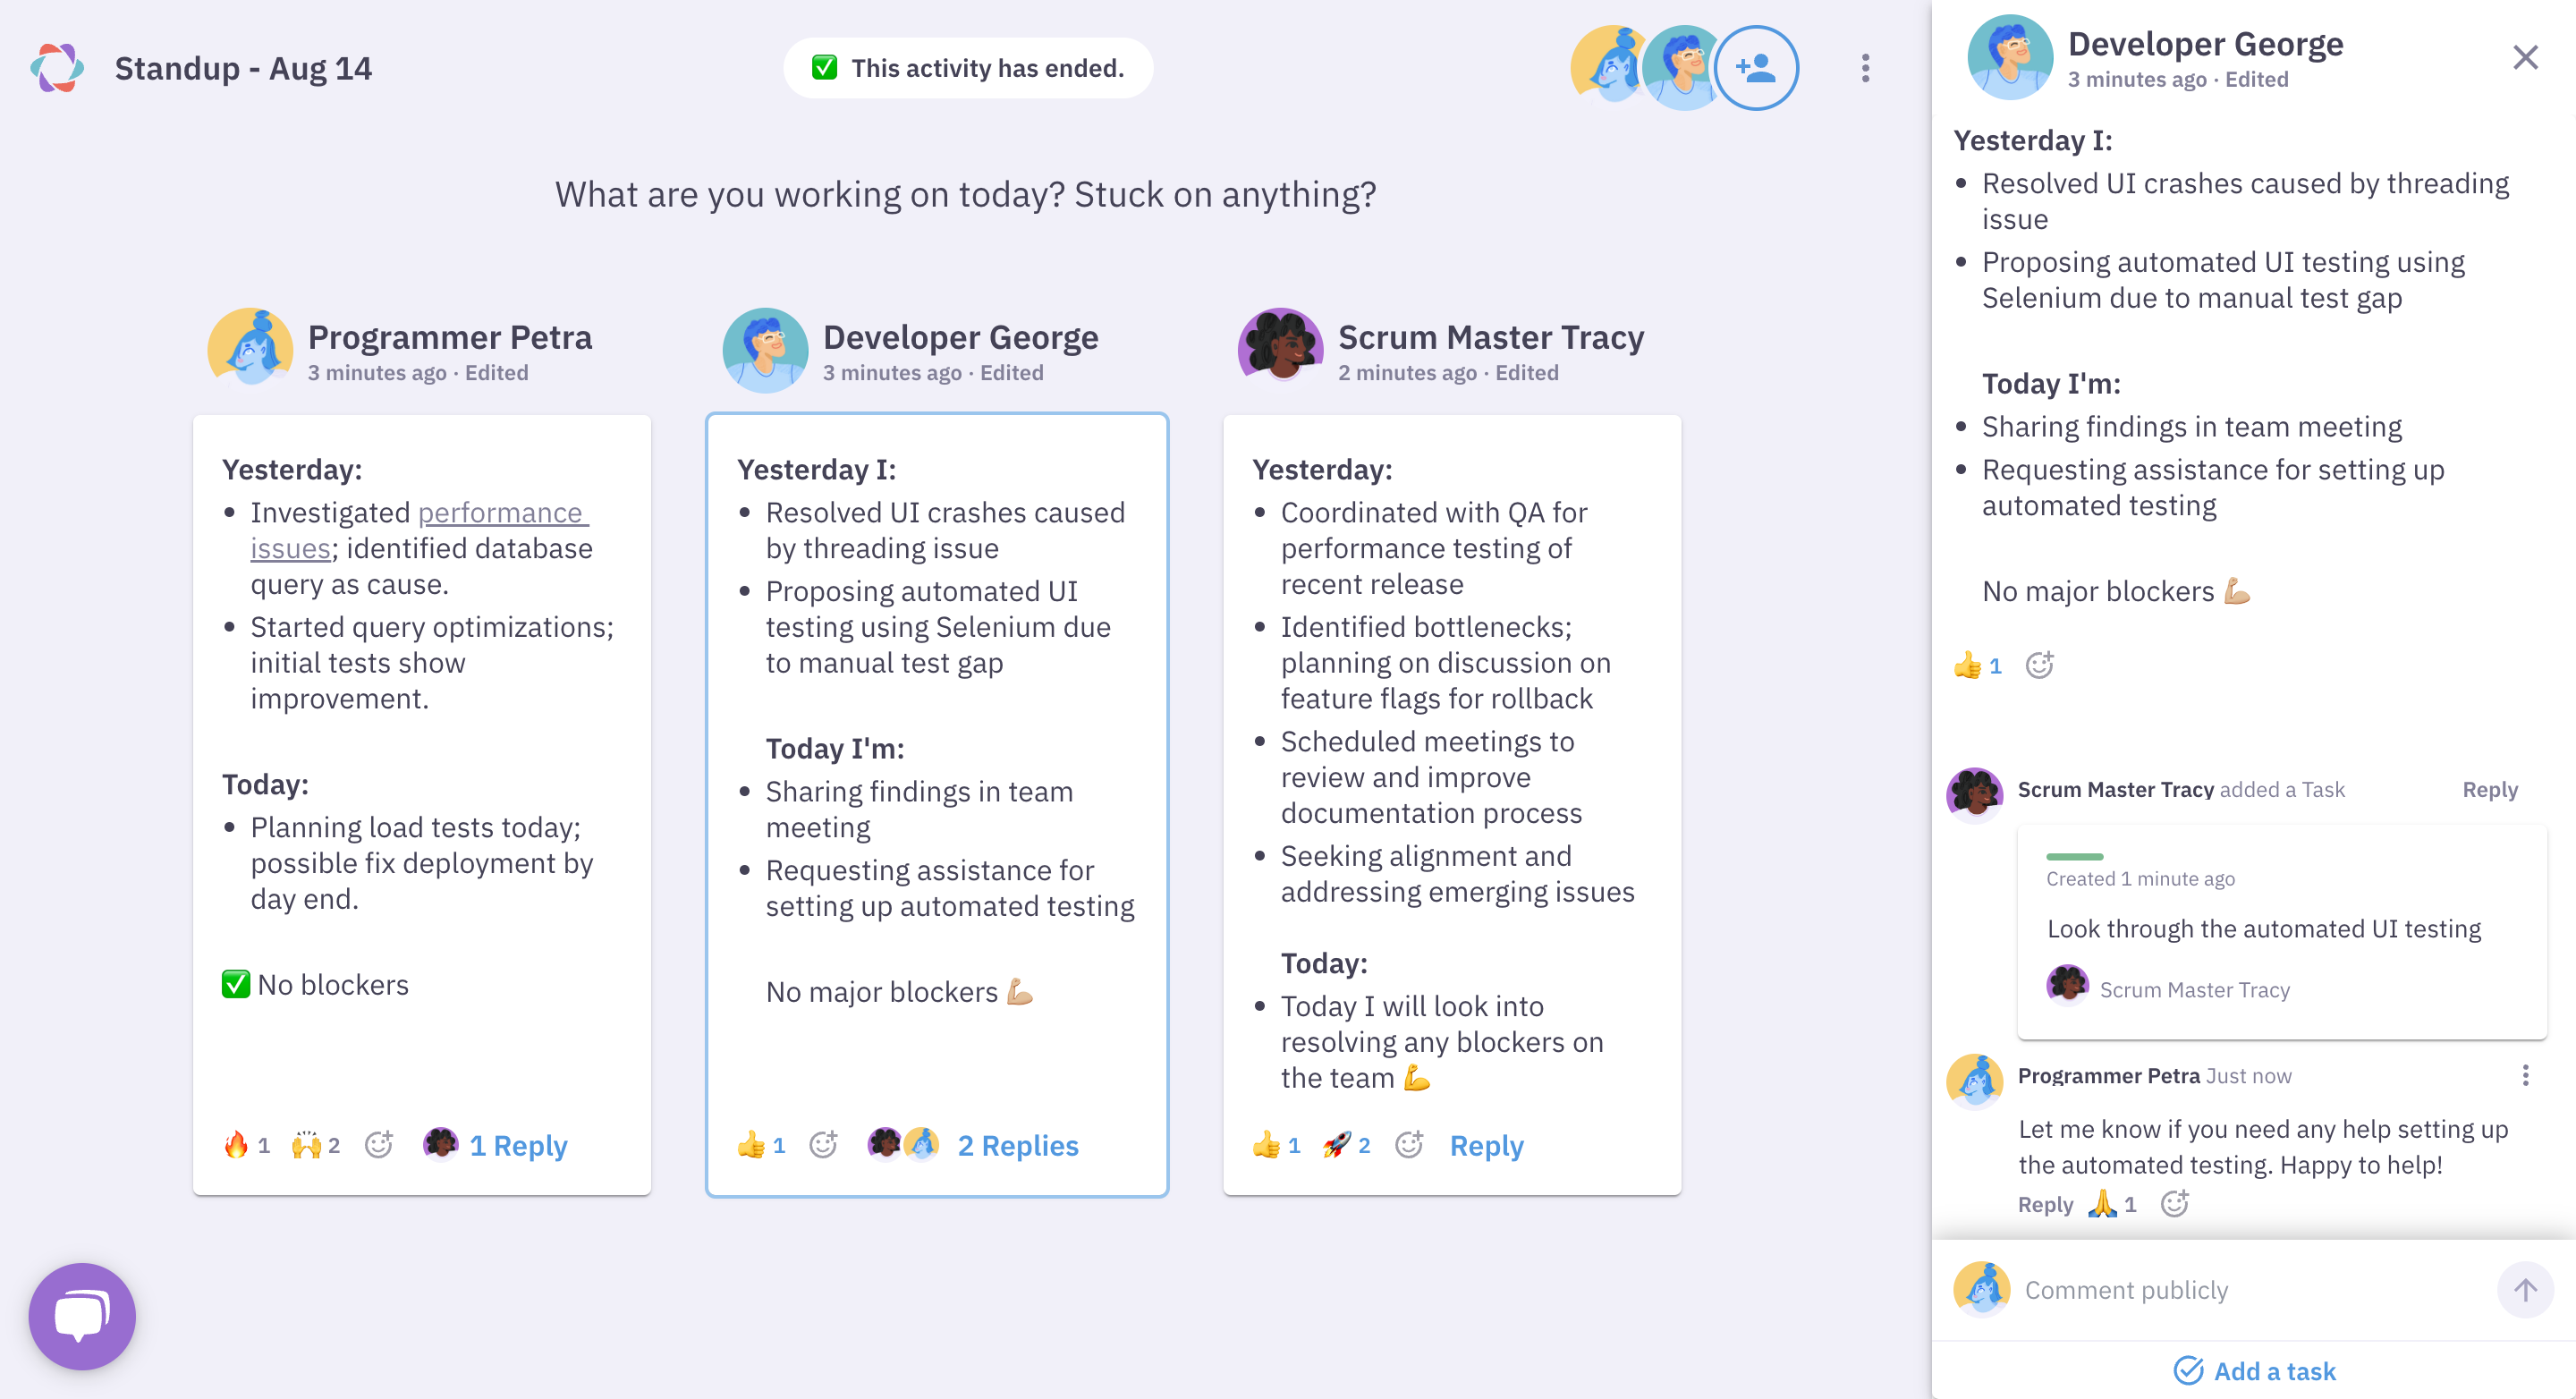 Standup - Aug 14
✅ This activity has ended.
What are you working on today? Stuck on anything?
Programmer Petra
3 minutes ago · Edited
Yesterday:
• Investigated performance
issues; identified database
query as cause.
• Started query optimizations;
initial tests show
improvement.
Today:
• Planning load tests today;
possible fix deployment by
day end.
✅ No blockers
🔥 1 🙌 2 1 Reply
Developer George
3 minutes ago · Edited
Yesterday I:
• Resolved UI crashes caused
by threading issue
• Proposing automated UI
testing using Selenium due
to manual test gap
Today I'm:
• Sharing findings in team
meeting
• Requesting assistance for
setting up automated testing
No major blockers 💪🏼
👍 1 2 Replies
Scrum Master Tracy
2 minutes ago · Edited
Yesterday:
• Coordinated with QA for
performance testing of
recent release
• Identified bottlenecks;
planning on discussion on
feature flags for rollback
• Scheduled meetings to
review and improve
documentation process
• Seeking alignment and
addressing emerging issues
Today:
• Today I will look into
resolving any blockers on
the team 💪
👍 1 🚀 2 Reply
Developer George
3 minutes ago · Edited
Yesterday I:
• Resolved UI crashes caused by threading
issue
• Proposing automated UI testing using
Selenium due to manual test gap
Today I'm:
• Sharing findings in team meeting
• Requesting assistance for setting up
automated testing
No major blockers 💪🏼
👍 1
Scrum Master Tracy added a Task Reply
Created 1 minute ago
Look through the automated UI testing
Scrum Master Tracy
Programmer Petra Just now
Let me know if you need any help setting up
the automated testing. Happy to help!
Reply 🙏 1
Comment publicly
Add a task